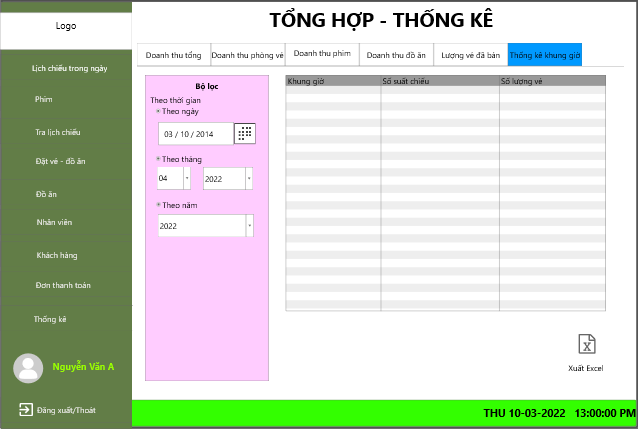 Logo
TỔNG HỢP - THỐNG KÊ
Doanh thu tổng
Doanh thu phòng vé
Doanh thu phim
Doanh thu đồ ăn
Lượng vé đã bán
Thống kê khung giờ
Lịch chiếu trong ngày
Phim
Tra lịch chiếu
Đặt vé - đồ ăn
Đồ ăn
Nhân viên
Khách hàng
Đơn thanh toán
Thống kê
Nguyễn Văn A
Đăng xuất/Thoát
Bộ lọc
Theo thời gian
Theo ngày
03 / 10 / 2014
Theo tháng
04
2022
Theo năm
2022
Khung giờ
Số suất chiếu
Số lượng vé
Xuất Excel
THU 10-03-2022 13:00:00 PM